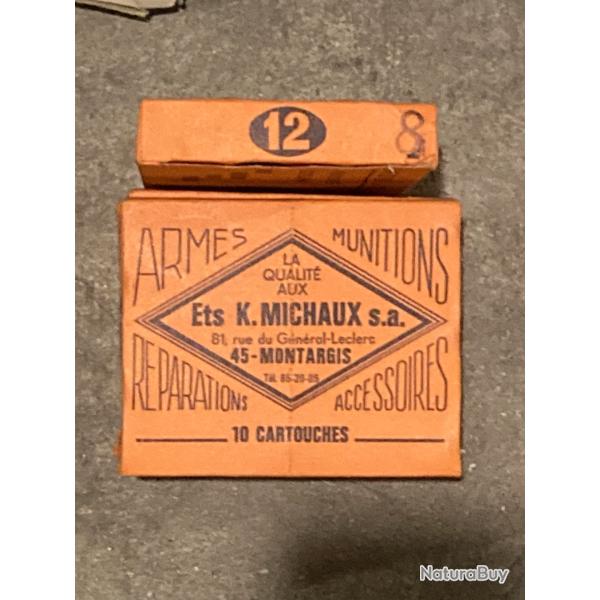 12 8
ARMES MUNITIONS
LA
QUALITÉ
AUX
Ets K. MICHAUX s.a.
81, rue du Général-Leclerc
45-MONTARGIS
Tél. 85-20-05
REPARATIONS ACCESSOIRES
10 CARTOUCHES
NaturaBuy